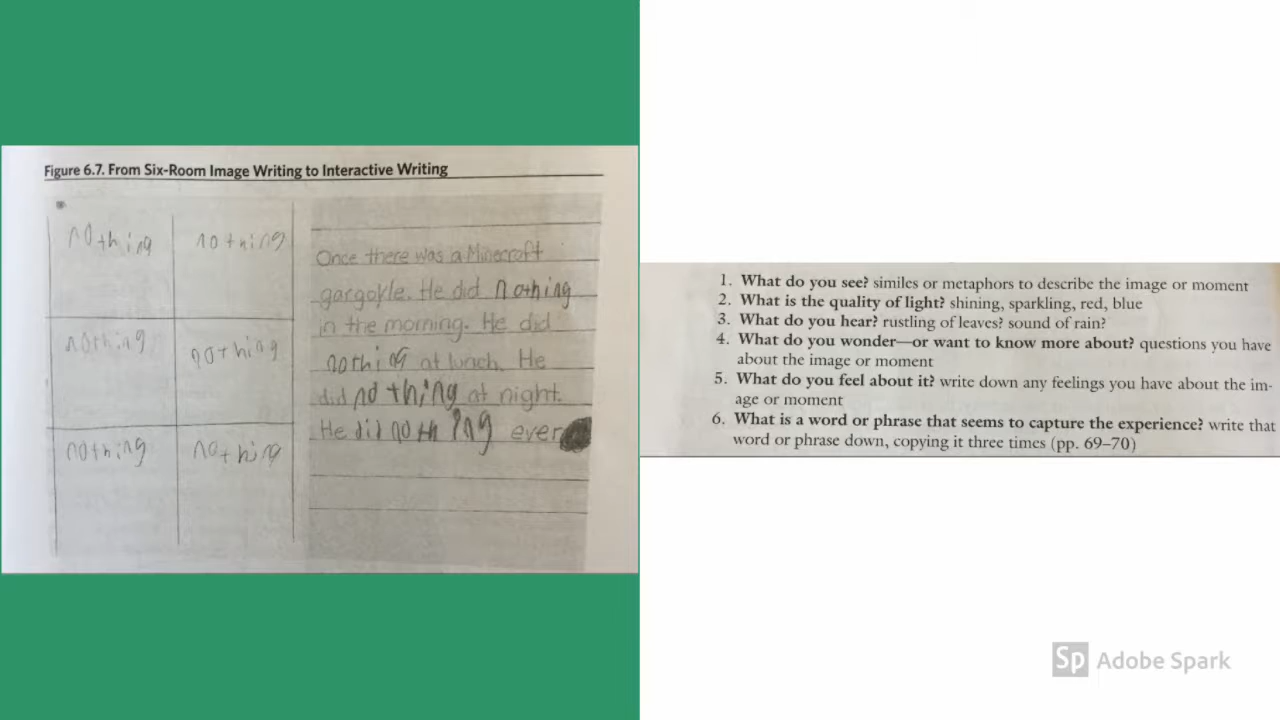 Figure 6.7. From Six-Room Image Writing to Interactive Writing
nothing nothing
nothing nothing
nothing nothing
Once there was a Minecraft
gargokle. He did nothing
in the morning. He did
nothing at lunch. He
did nothing at night.
He did nothing ever
1. What do you see? similes or metaphors to describe the image or moment
2. What is the quality of light? shining, sparkling, red, blue
3. What do you hear? rustling of leaves? sound of rain?
4. What do you wonder—or want to know more about? questions you have
about the image or moment
5. What do you feel about it? write down any feelings you have about the im-
age or moment
6. What is a word or phrase that seems to capture the experience? write that
word or phrase down, copying it three times (pp. 69–70)
Sp Adobe Spark